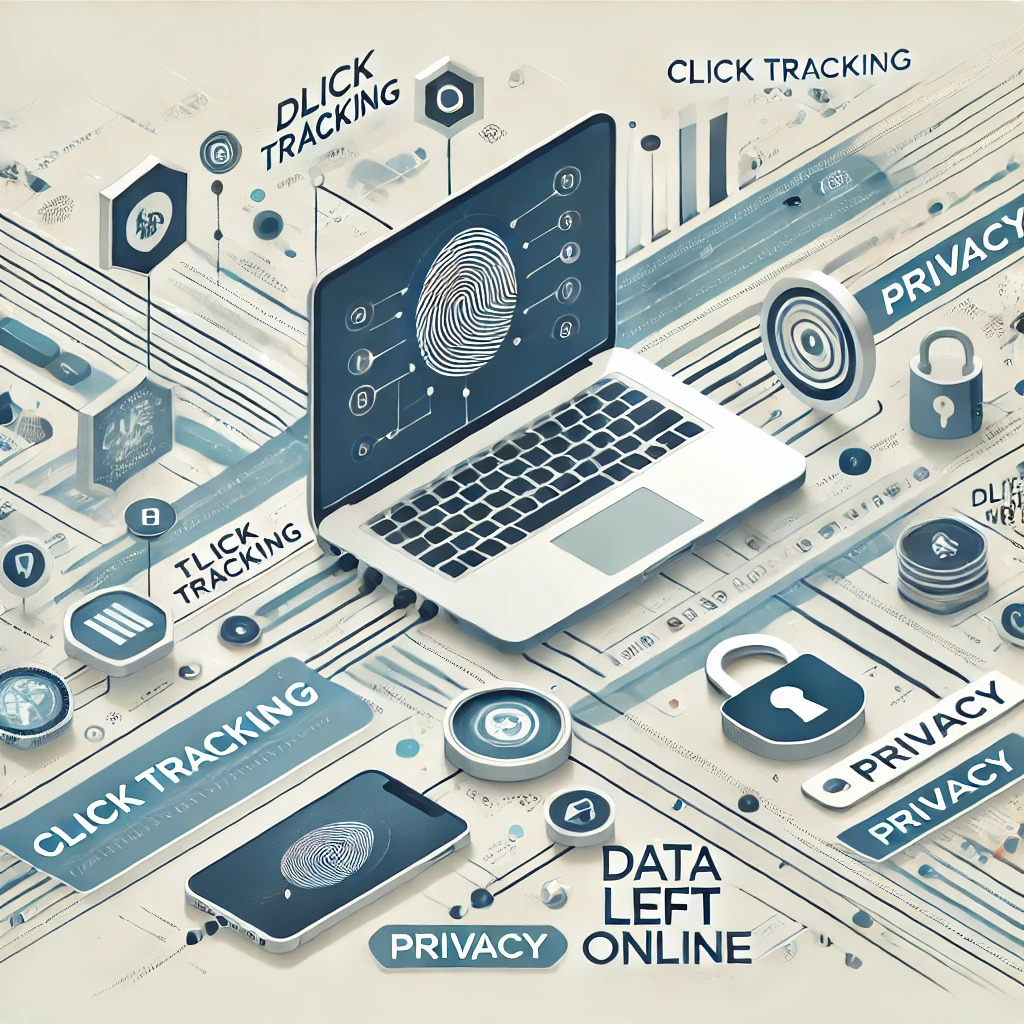 DLICK
TRACKING
CLICK TRACKING
PRIVACY
TLICK
TRACKING
CLICK TRACKING
PRIVACY
PRIVACY
DATA
LEFT
ONLINE
PRIVACY